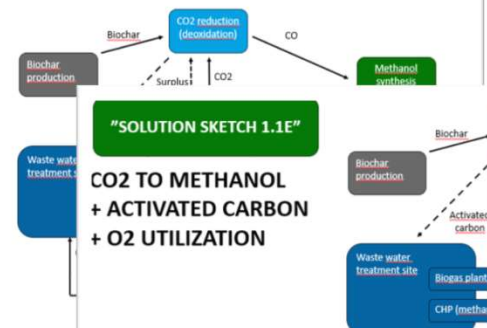 CO2 reduction
(deoxidation)
Biochar
CO
Biochar
production
Methanol
synthesis
Surplus
CO2
"SOLUTION SKETCH 1.1E"
Biochar
Waste
treatment
CO2 TO METHANOL
+ ACTIVATED CARBON
+ O2 UTILIZATION
Biochar
production
Activated
carbon
Waste water
treatment site
Biogas plant
CHP